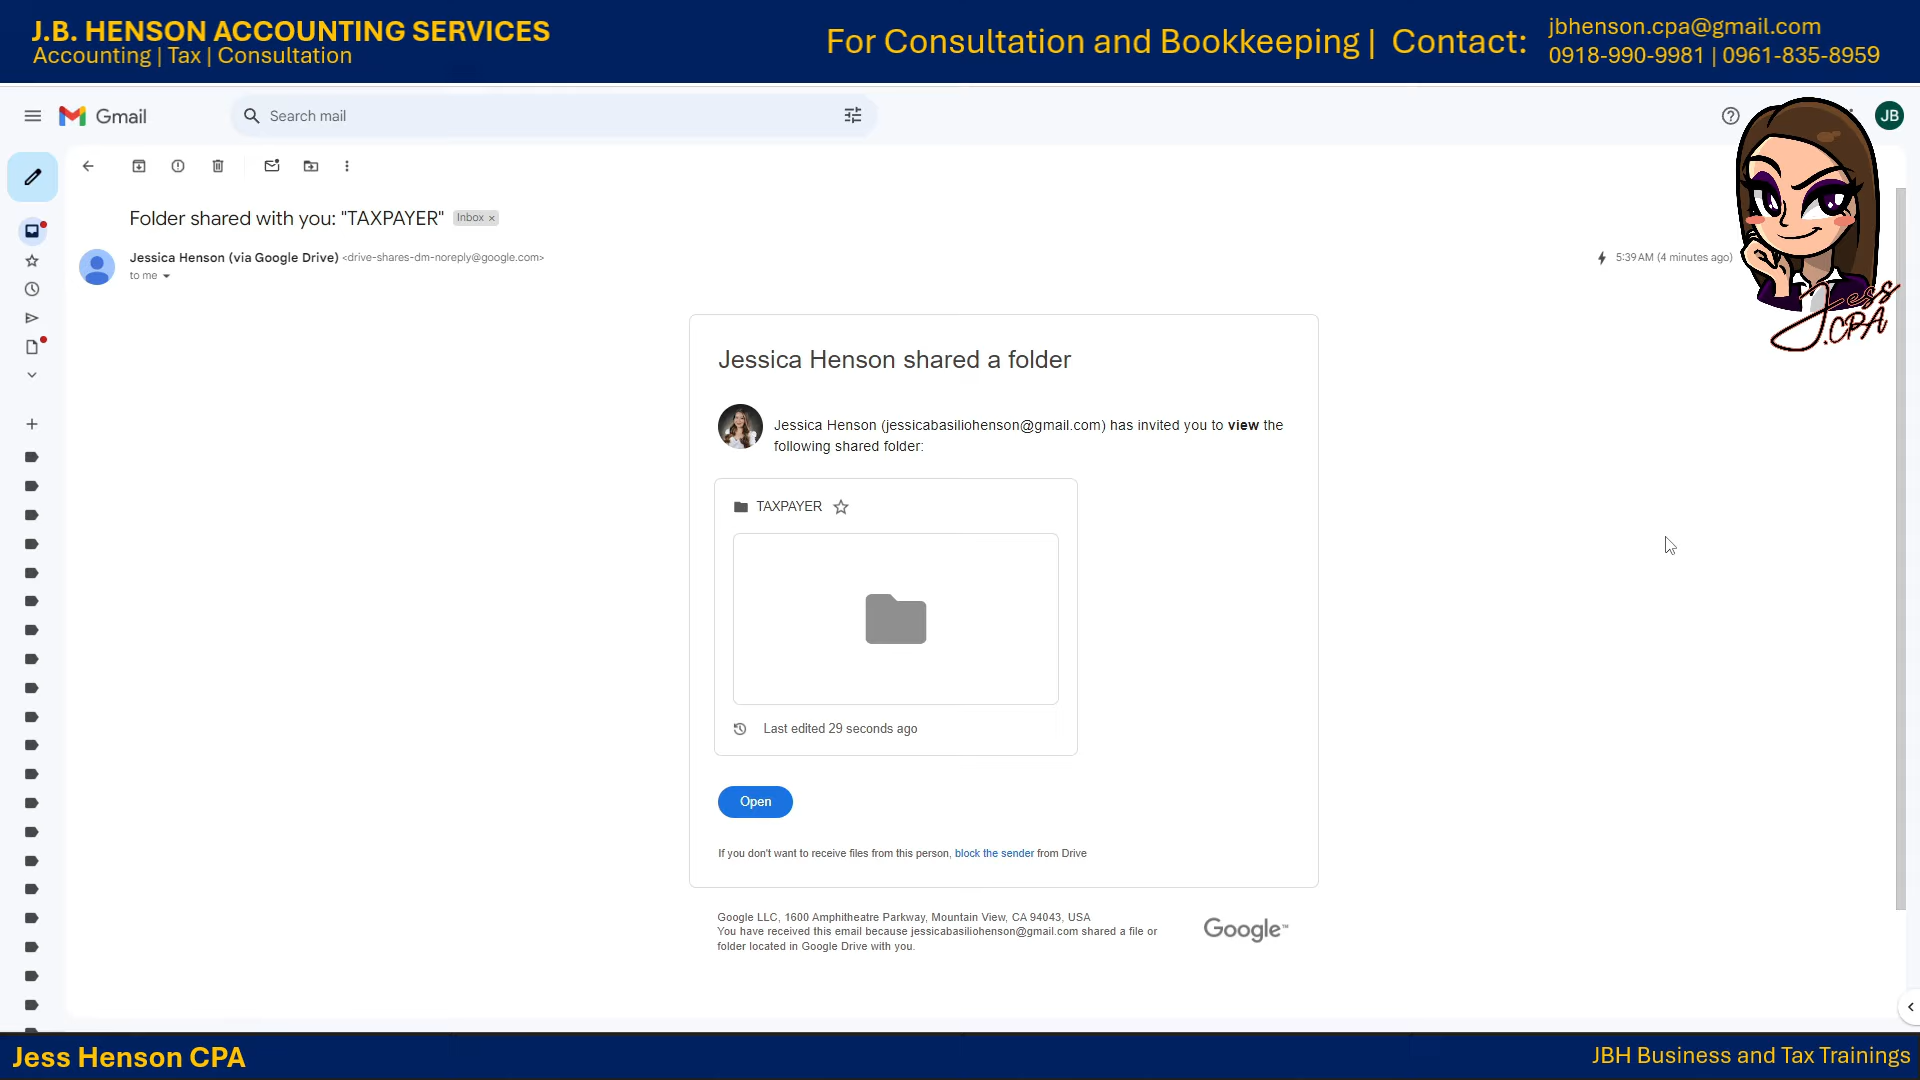 J.B. HENSON ACCOUNTING SERVICES
Accounting | Tax | Consultation
For Consultation and Bookkeeping | Contact:
jbhenson.cpa@gmail.com
0918-990-9981 | 0961-835-8959
Gmail
Search mail
JB
Folder shared with you: "TAXPAYER"
Inbox ×
Jessica Henson (via Google Drive) <drive-shares-dm-noreply@google.com>
to me
5:39 AM (4 minutes ago)
Jess
J.CPA
Jessica Henson shared a folder
Jessica Henson (jessicabasiliohenson@gmail.com) has invited you to view the
following shared folder:
TAXPAYER
Last edited 29 seconds ago
Open
If you don't want to receive files from this person, block the sender from Drive
Google LLC, 1600 Amphitheatre Parkway, Mountain View, CA 94043, USA
You have received this email because jessicabasiliohenson@gmail.com shared a file or
folder located in Google Drive with you.
Google™
Jess Henson CPA
JBH Business and Tax Trainings